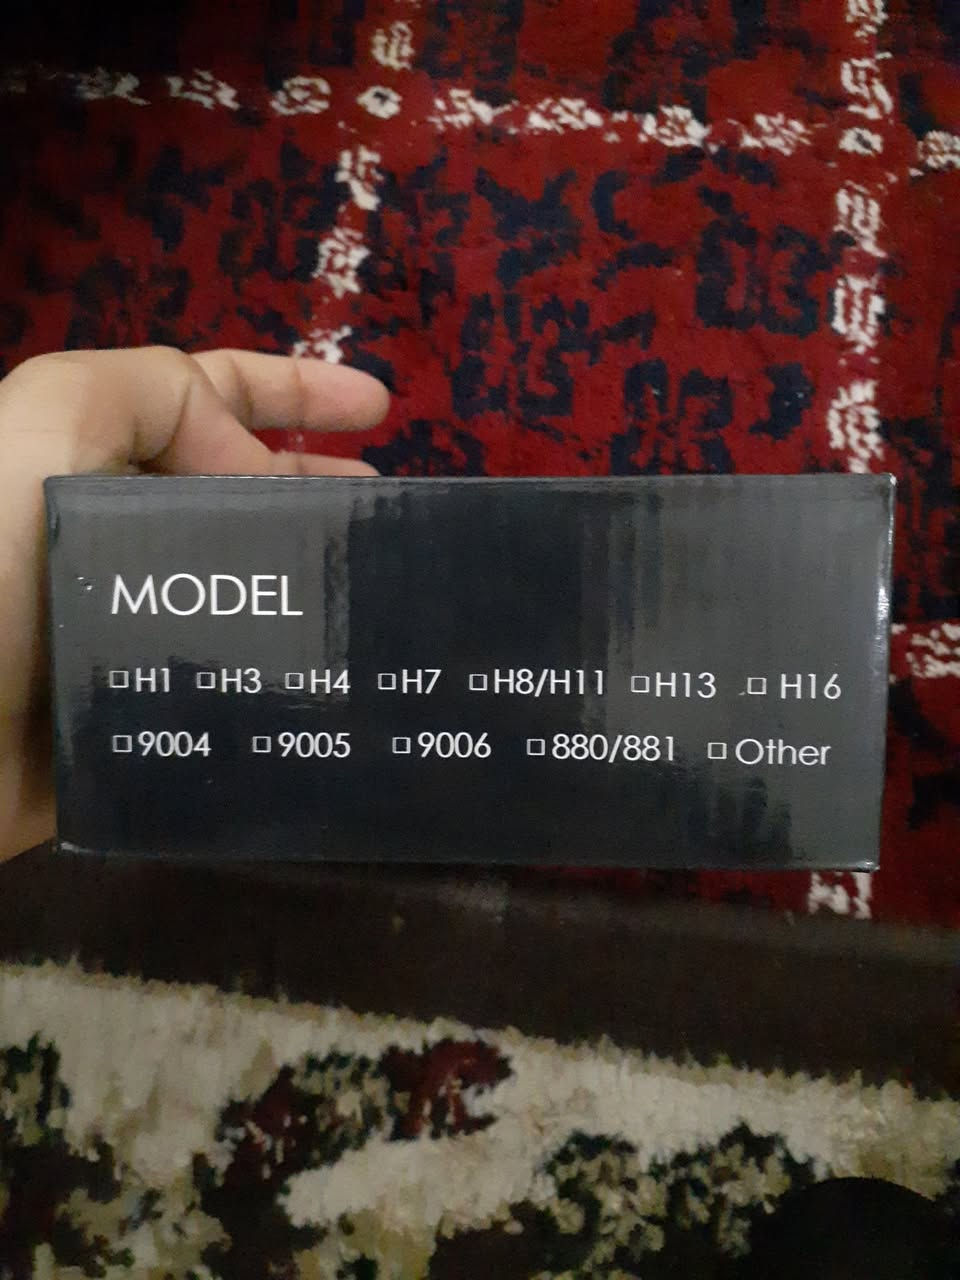 MODEL
□H1 □H3 □H4 □H7 □H8/H11 □H13 □ H16
□9004 □9005 □9006 □880/881 □Other